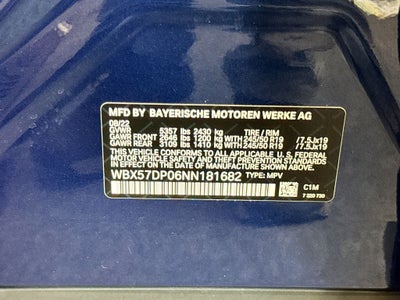 MFD BY BAYERISCHE MOTOREN WERKE AG
08/22
GVWR 5357 lbs 2430 kg TIRE / RIM
GAWR FRONT 2646 lbs 1200 kg WITH 245/50 R19 / 7.5Jx19
GAWR REAR 3109 lbs 1410 kg WITH 245/50 R19 / 7.5Jx19
THIS VEHICLE CONFORMS TO ALL APPLICABLE U.S. FEDERAL
MOTOR VEHICLE SAFETY AND THEFT PREVENTION STANDARDS
IN EFFECT ON THE DATE OF MANUFACTURE SHOWN ABOVE.
WBX57DP06NN181682 TYPE: MPV
C1M